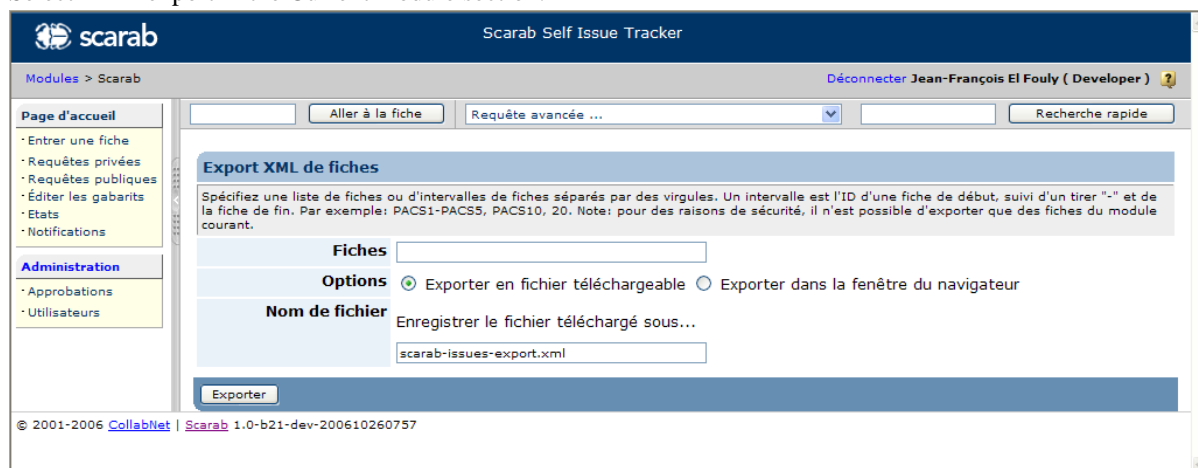 scarab
Scarab Self Issue Tracker
Modules > Scarab
Déconnecter Jean-François El Fouly ( Developer )
Page d'accueil
Entrer une fiche
Requêtes privées
Requêtes publiques
Éditer les gabarits
Etats
Notifications
Administration
Approbations
Utilisateurs
Aller à la fiche
Requête avancée ...
Recherche rapide
Export XML de fiches
Spécifiez une liste de fiches ou d'intervalles de fiches séparés par des virgules. Un intervalle est l'ID d'une fiche de début, suivi d'un tirer "-" et de
la fiche de fin. Par exemple: PACS1-PACS5, PACS10, 20. Note: pour des raisons de sécurité, il n'est possible d'exporter que des fiches du module
courant.
Fiches
Options Exporter en fichier téléchargeable Exporter dans la fenêtre du navigateur
Nom de fichier
Enregistrer le fichier téléchargé sous...
scarab-issues-export.xml
Exporter
© 2001-2006 CollabNet | Scarab 1.0-b21-dev-200610260757